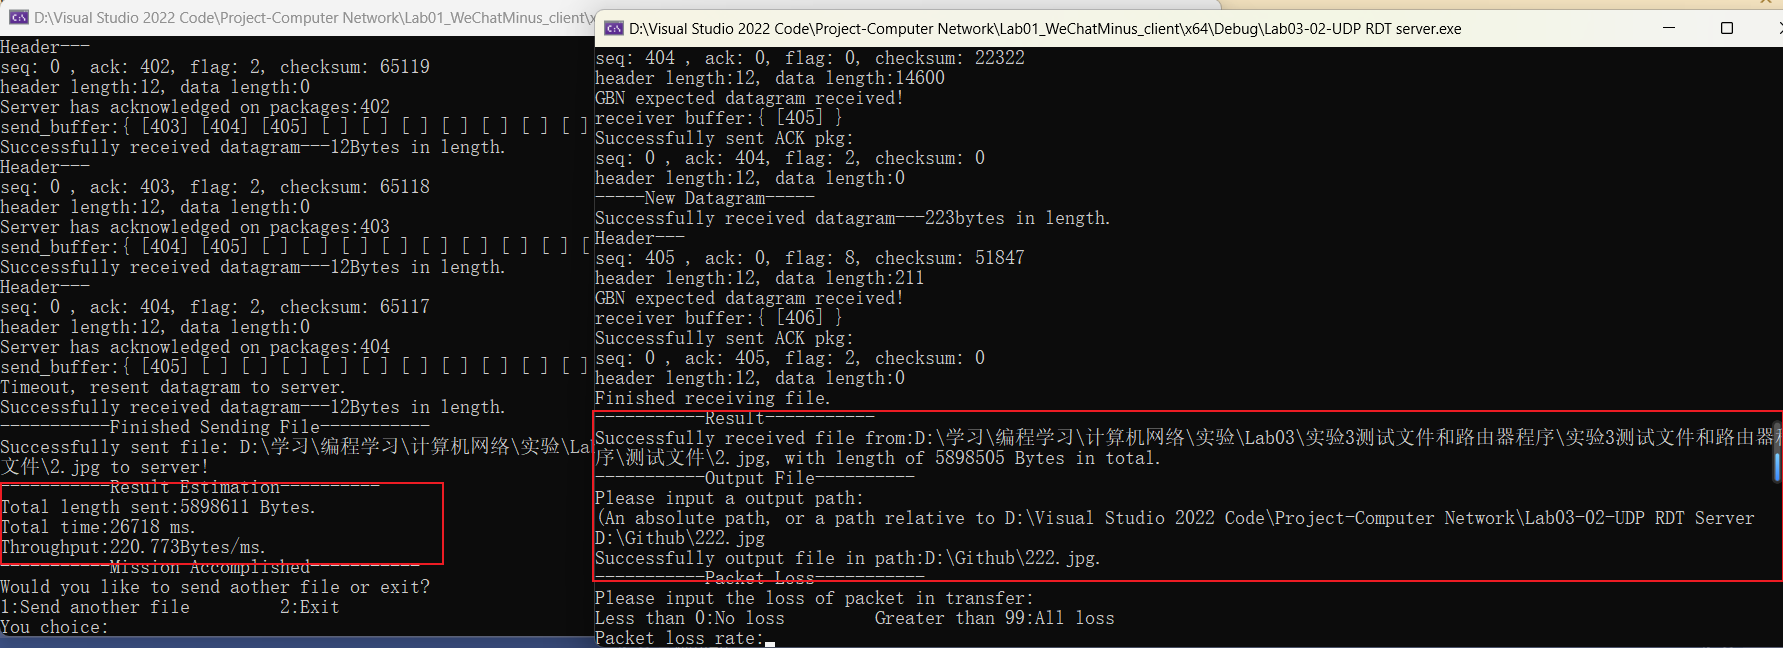 D:\Visual Studio 2022 Code\Project-Computer Network\Lab01_WeChatMinus_client\x
Header---
seq: 0 , ack: 402, flag: 2, checksum: 65119
header length:12, data length:0
Server has acknowledged on packages:402
send_buffer:{ [403] [404] [405] [ ] [ ] [ ] [ ] [ ] [ ] [ ]
Successfully received datagram---12Bytes in length.
Header---
seq: 0 , ack: 403, flag: 2, checksum: 65118
header length:12, data length:0
Server has acknowledged on packages:403
send_buffer:{ [404] [405] [ ] [ ] [ ] [ ] [ ] [ ] [ ] [
Successfully received datagram---12Bytes in length.
Header---
seq: 0 , ack: 404, flag: 2, checksum: 65117
header length:12, data length:0
Server has acknowledged on packages:404
send_buffer:{ [405] [ ] [ ] [ ] [ ] [ ] [ ] [ ] [ ] [ ]
Timeout, resent datagram to server.
Successfully received datagram---12Bytes in length.
-----------Finished Sending File-----------
Successfully sent file: D:\学习\编程学习\计算机网络\实验\La
文件\2.jpg to server!
-----------Result Estimation----------
Total length sent:5898611 Bytes.
Total time:26718 ms.
Throughput:220.773Bytes/ms.
-----------Mission Accomplished-----------
Would you like to send aother file or exit?
1:Send another file         2:Exit
You choice:
D:\Visual Studio 2022 Code\Project-Computer Network\Lab01_WeChatMinus_client\x64\Debug\Lab03-02-UDP RDT server.exe
seq: 404 , ack: 0, flag: 0, checksum: 22322
header length:12, data length:14600
GBN expected datagram received!
receiver buffer:{ [405] }
Successfully sent ACK pkg:
seq: 0 , ack: 404, flag: 2, checksum: 0
header length:12, data length:0
-----New Datagram-----
Successfully received datagram---223bytes in length.
Header---
seq: 405 , ack: 0, flag: 8, checksum: 51847
header length:12, data length:211
GBN expected datagram received!
receiver buffer:{ [406] }
Successfully sent ACK pkg:
seq: 0 , ack: 405, flag: 2, checksum: 0
header length:12, data length:0
Finished receiving file.
-----------Result-----------
Successfully received file from:D:\学习\编程学习\计算机网络\实验\Lab03\实验3测试文件和路由器程序\实验3测试文件和路由器程
序\测试文件\2.jpg, with length of 5898505 Bytes in total.
-----------Output File----------
Please input a output path:
(An absolute path, or a path relative to D:\Visual Studio 2022 Code\Project-Computer Network\Lab03-02-UDP RDT Server
D:\Github\222.jpg
Successfully output file in path:D:\Github\222.jpg.
-----------Packet Loss-----------
Please input the loss of packet in transfer:
Less than 0:No loss         Greater than 99:All loss
Packet loss rate: